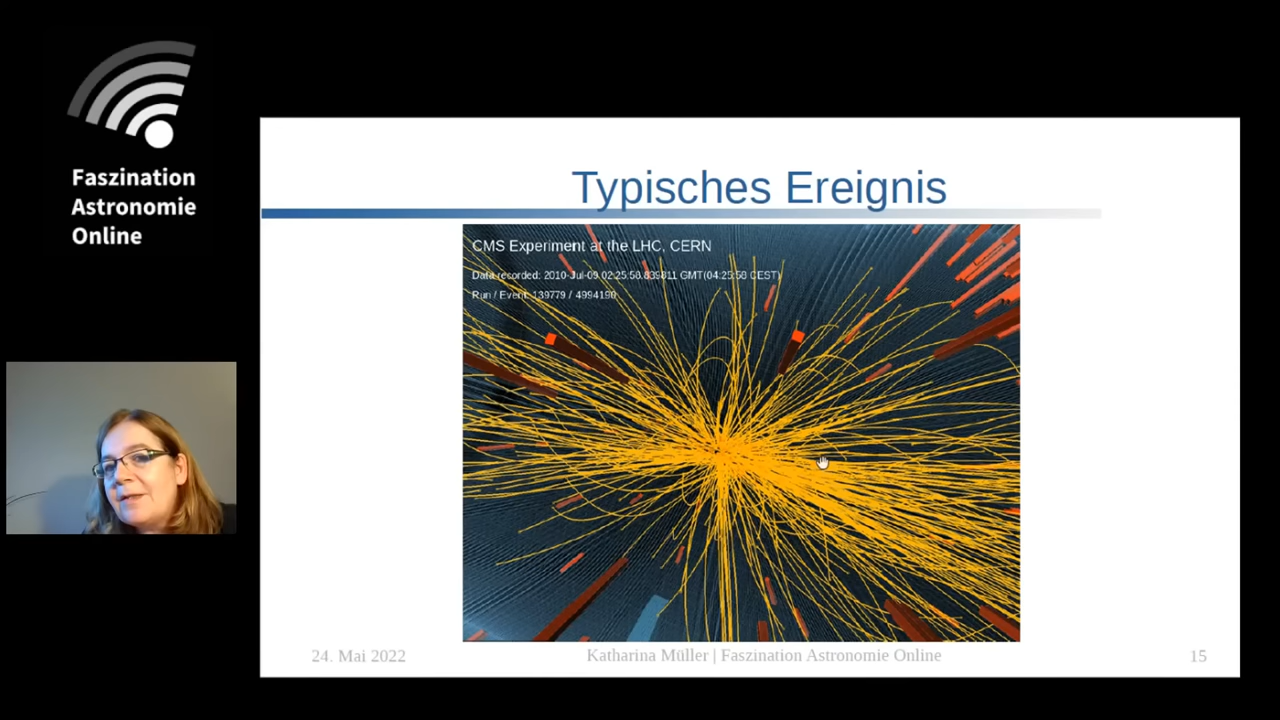 Faszination
Astronomie
Online
Typisches Ereignis
CMS Experiment at the LHC, CERN
Data recorded: 2010-Jul-09 02:25:58.839811 GMT(04:25:58 CEST)
Run / Event: 139779 / 4994190
24. Mai 2022
Katharina Müller | Faszination Astronomie Online
15